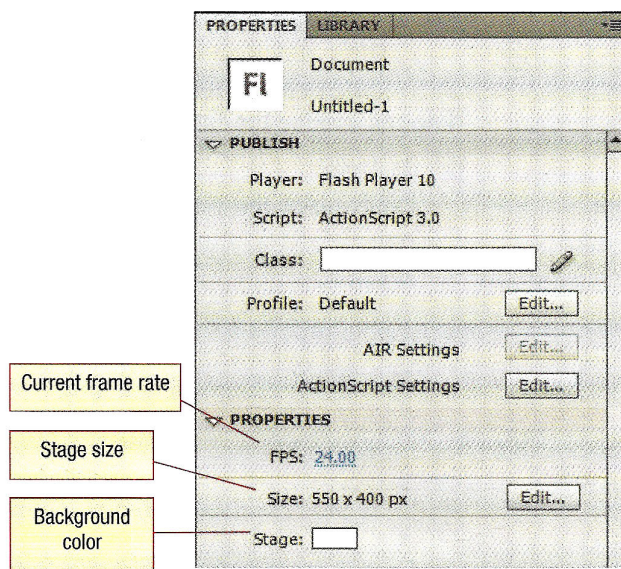 PROPERTIES LIBRARY
Fl
Document
Untitled-1
PUBLISH
Player: Flash Player 10
Script: ActionScript 3.0
Class:
Profile: Default Edit...
AIR Settings Edit...
ActionScript Settings Edit...
Current frame rate
PROPERTIES
FPS: 24.00
Stage size
Size: 550 x 400 px Edit...
Background
color
Stage: